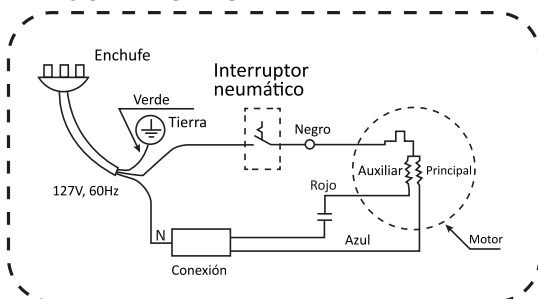 Enchufe
Interruptor
neumático
Verde
Tierra
Negro
127V, 60Hz
Auxiliar
Principal
Rojo
N
Azul
Conexión
Motor